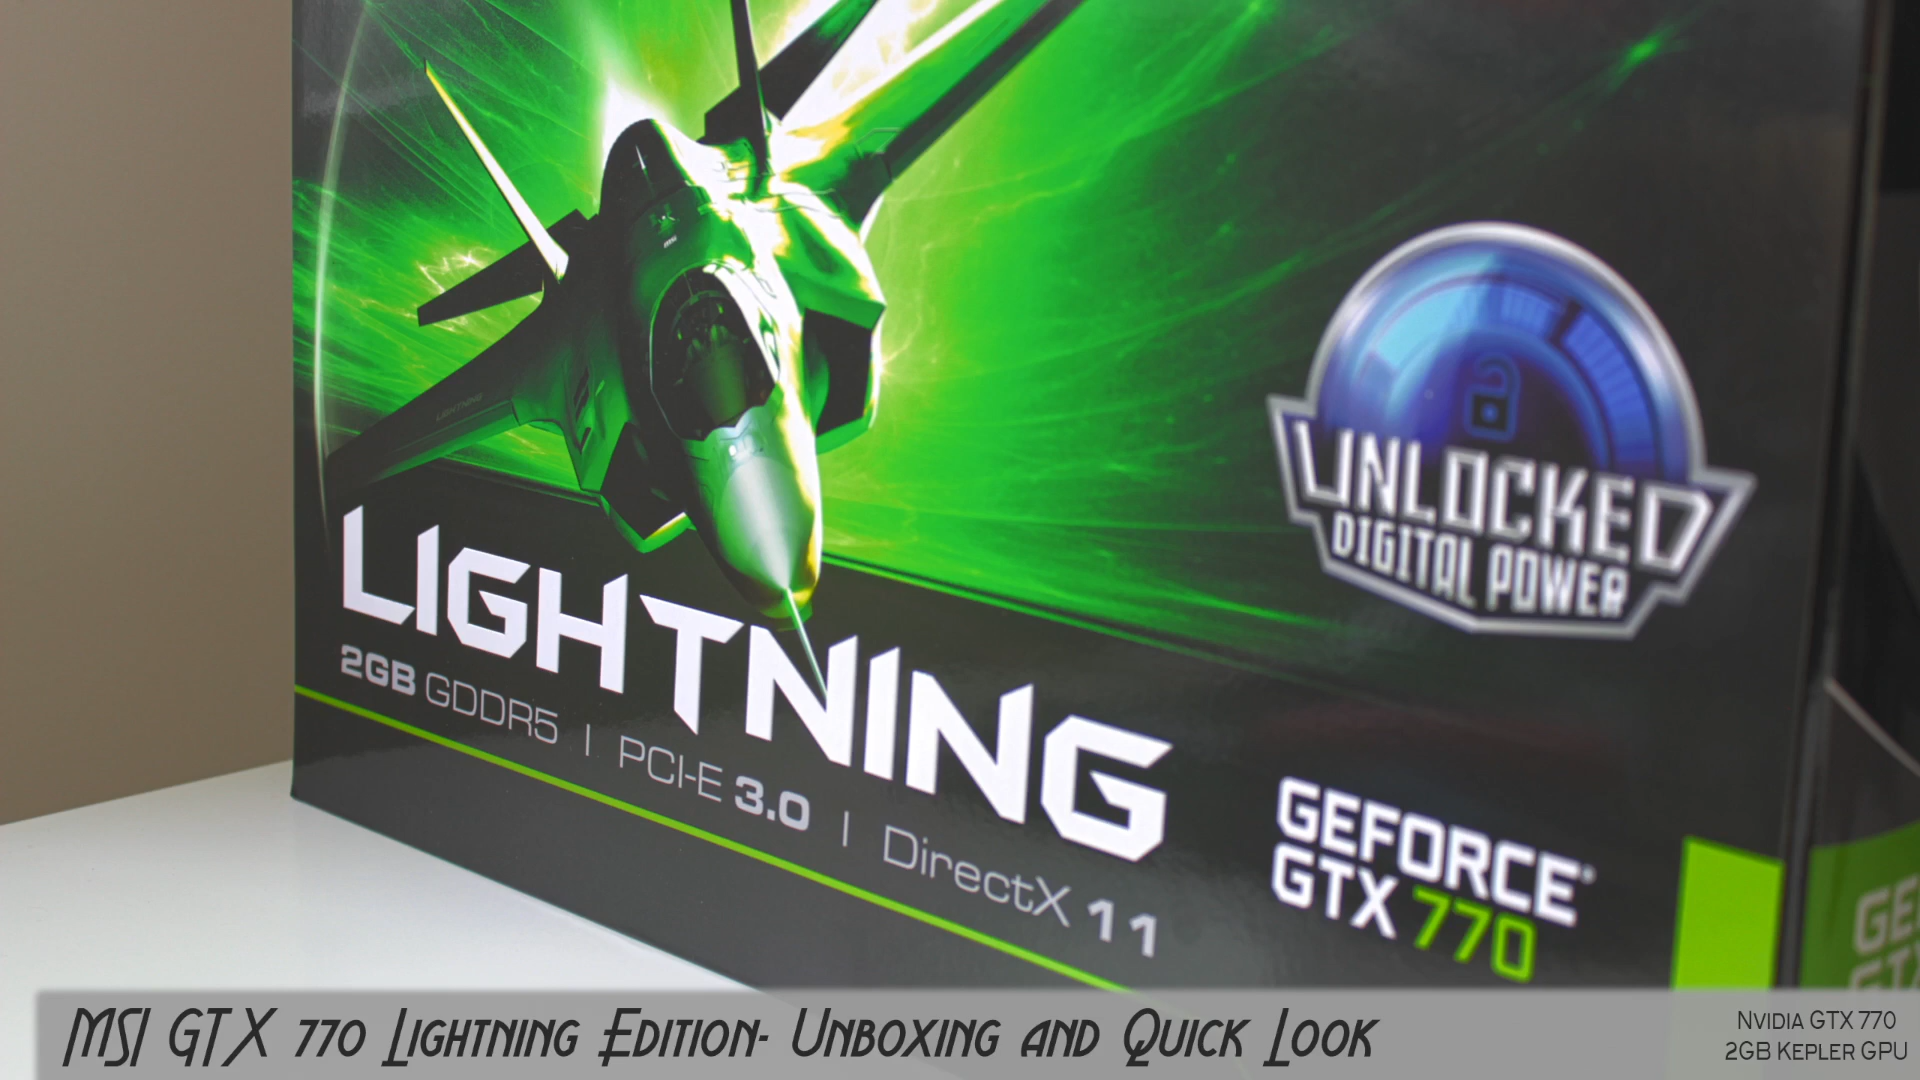 UNLOCKED
DIGITAL POWER
LIGHTNING
2GB GDDR5 | PCI-E 3.0 | DirectX 11
GEFORCE®
GTX 770
MSI GTX 770 Lightning Edition- Unboxing and Quick Look
Nvidia GTX 770
2GB Kepler GPU